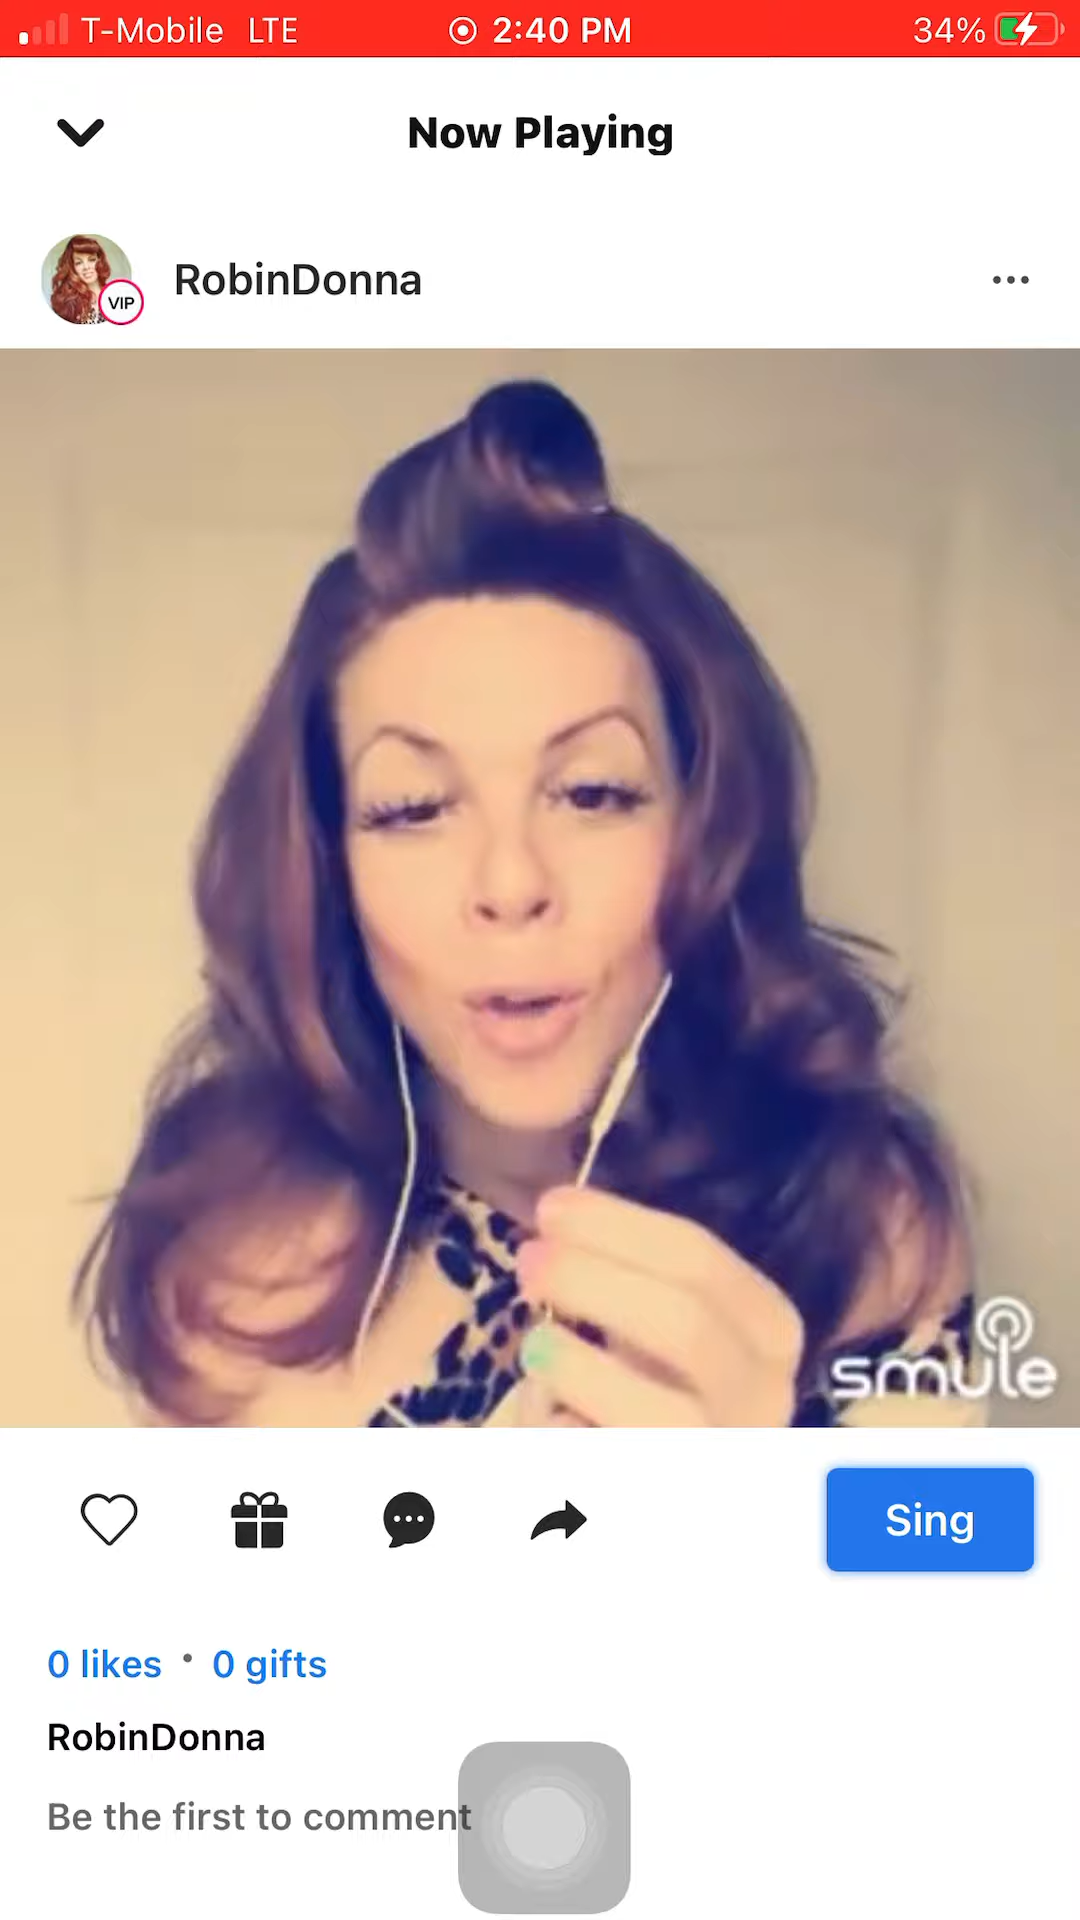 T-Mobile LTE 2:40 PM 34%
Now Playing
VIP
RobinDonna
smule
Sing
0 likes • 0 gifts
RobinDonna
Be the first to comment